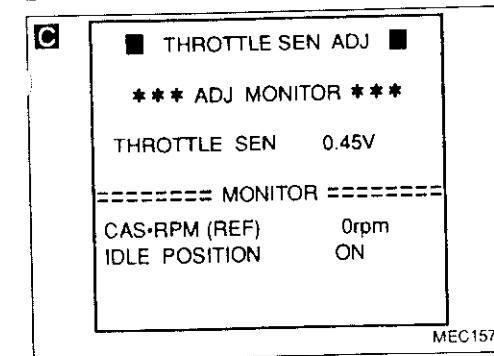 C
■ THROTTLE SEN ADJ ■
*** ADJ MONITOR ***
THROTTLE SEN 0.45V
======== MONITOR ========
CAS•RPM (REF) 0rpm
IDLE POSITION ON
MEC157